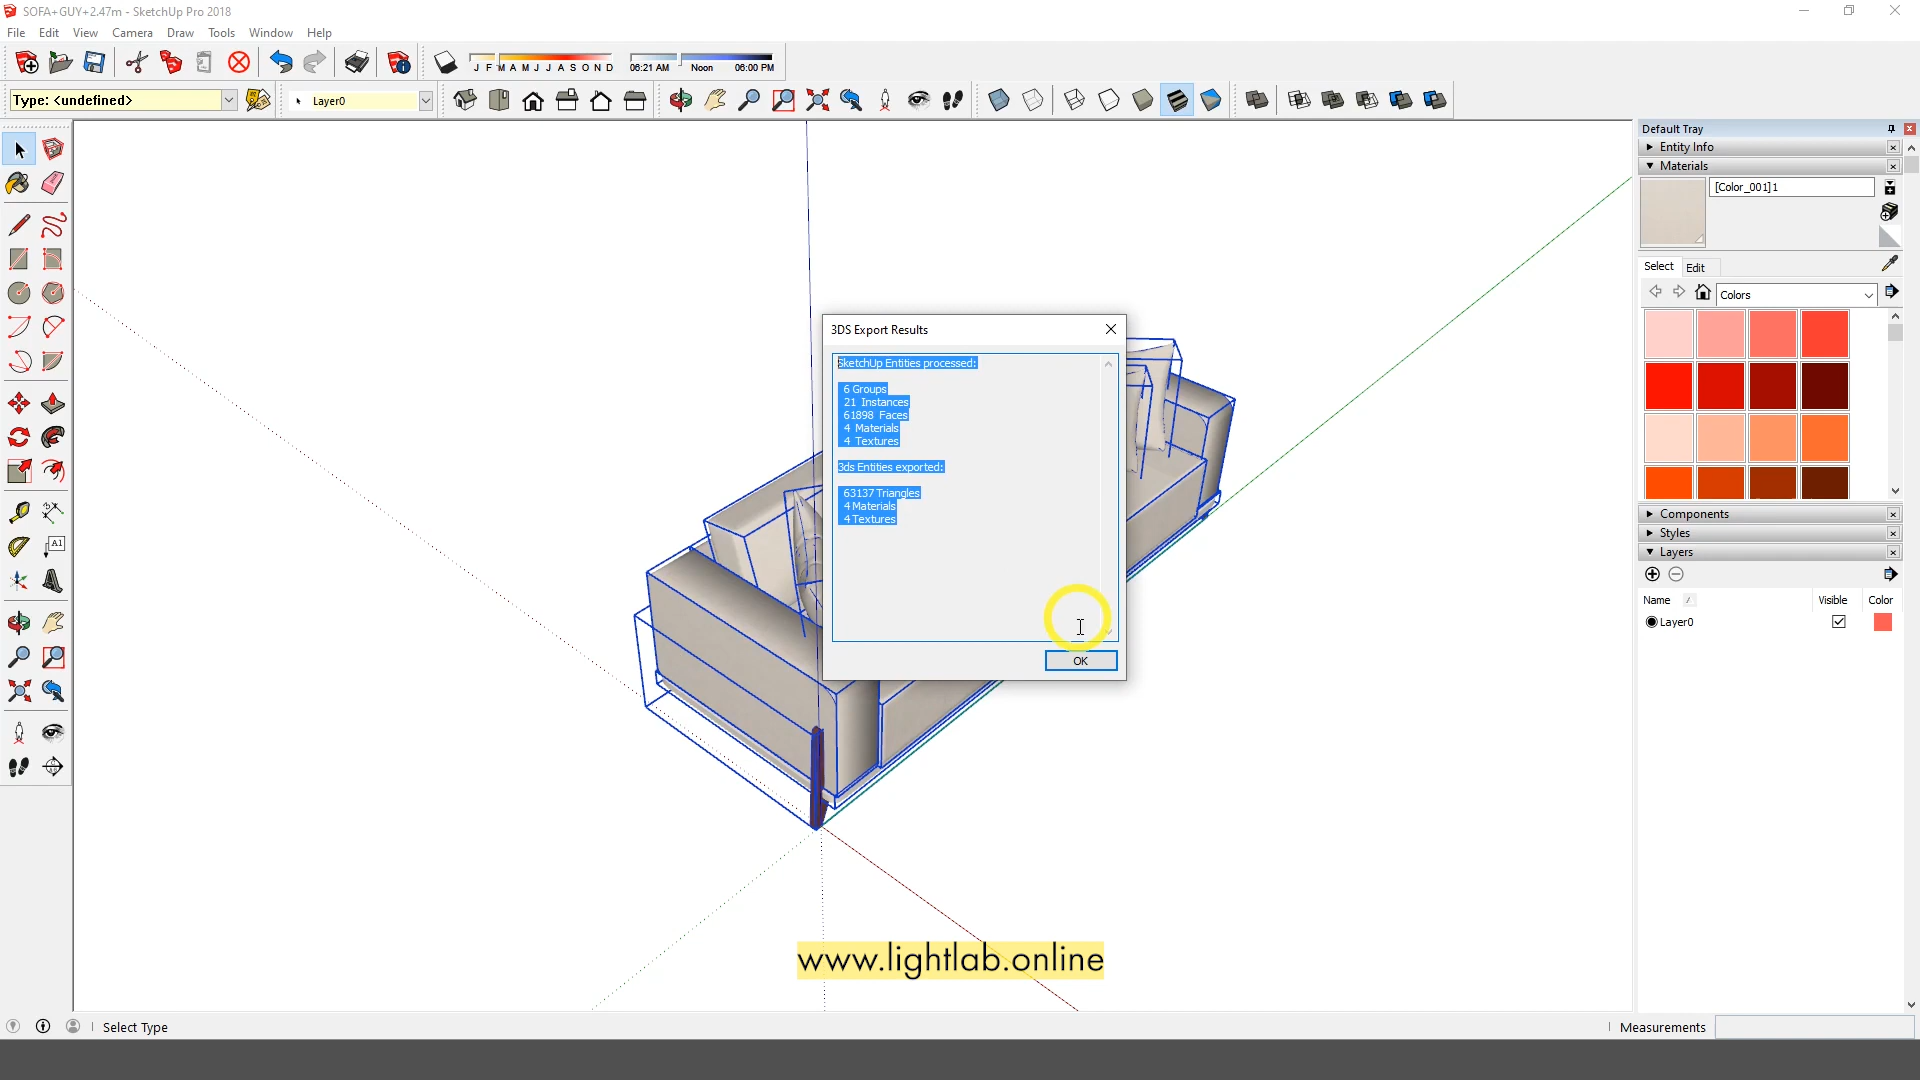 SOFA+GUY+2.47m - SketchUp Pro 2018
File Edit View Camera Draw Tools Window Help
J F M A M J J A S O N D 06:21 AM Noon 06:00 PM
Type: <undefined> Layer0
Default Tray
Entity Info
Materials
[Color_001]1
Select Edit
Colors
3DS Export Results
SketchUp Entities processed:
6 Groups
21 Instances
61898 Faces
4 Materials
4 Textures
3ds Entities exported:
63137 Triangles
4 Materials
4 Textures
OK
Components
Styles
Layers
Name Visible Color
Layer0
A1
www.lightlab.online
Select Type
Measurements